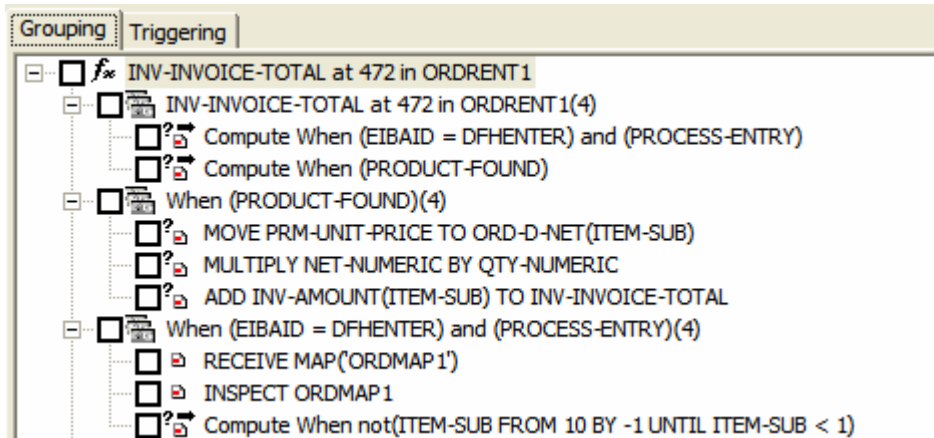 Grouping Triggering
INV-INVOICE-TOTAL at 472 in ORDRENT1
INV-INVOICE-TOTAL at 472 in ORDRENT1(4)
Compute When (EIBAID = DFHENTER) and (PROCESS-ENTRY)
Compute When (PRODUCT-FOUND)
When (PRODUCT-FOUND)(4)
MOVE PRM-UNIT-PRICE TO ORD-D-NET(ITEM-SUB)
MULTIPLY NET-NUMERIC BY QTY-NUMERIC
ADD INV-AMOUNT(ITEM-SUB) TO INV-INVOICE-TOTAL
When (EIBAID = DFHENTER) and (PROCESS-ENTRY)(4)
RECEIVE MAP('ORDMAP1')
INSPECT ORDMAP1
Compute When not(ITEM-SUB FROM 10 BY -1 UNTIL ITEM-SUB < 1)